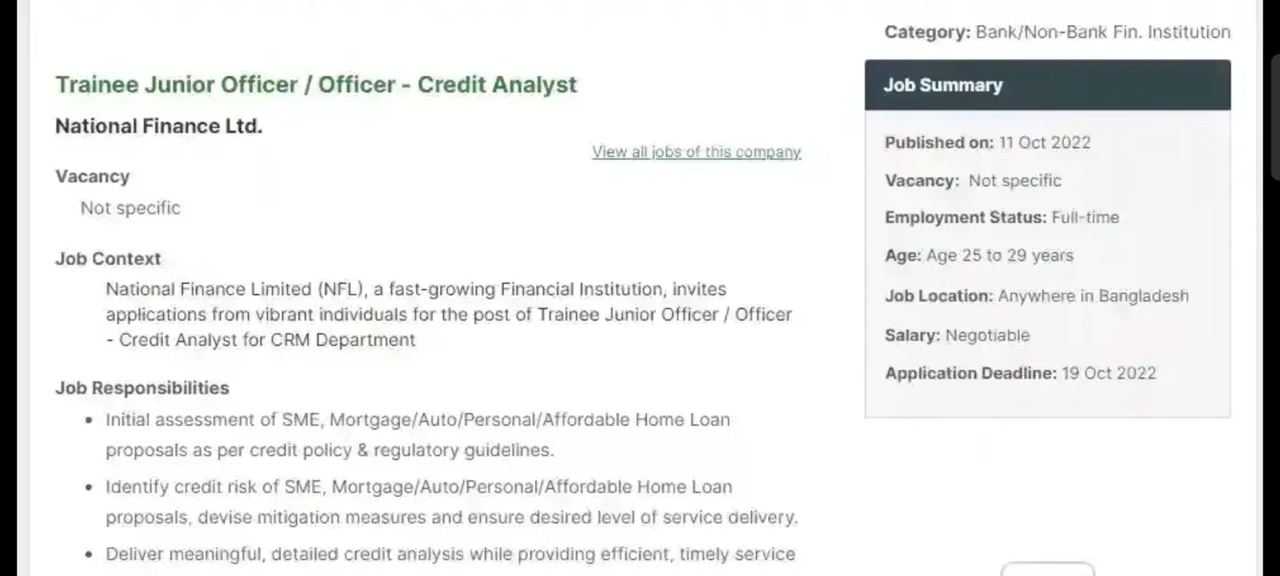 Category: Bank/Non-Bank Fin. Institution
Trainee Junior Officer / Officer - Credit Analyst
National Finance Ltd.
View all jobs of this company
Vacancy
Not specific
Job Context
National Finance Limited (NFL), a fast-growing Financial Institution, invites
applications from vibrant individuals for the post of Trainee Junior Officer / Officer
- Credit Analyst for CRM Department
Job Responsibilities
• Initial assessment of SME, Mortgage/Auto/Personal/Affordable Home Loan
proposals as per credit policy & regulatory guidelines.
• Identify credit risk of SME, Mortgage/Auto/Personal/Affordable Home Loan
proposals, devise mitigation measures and ensure desired level of service delivery.
• Deliver meaningful, detailed credit analysis while providing efficient, timely service
Job Summary
Published on: 11 Oct 2022
Vacancy: Not specific
Employment Status: Full-time
Age: Age 25 to 29 years
Job Location: Anywhere in Bangladesh
Salary: Negotiable
Application Deadline: 19 Oct 2022